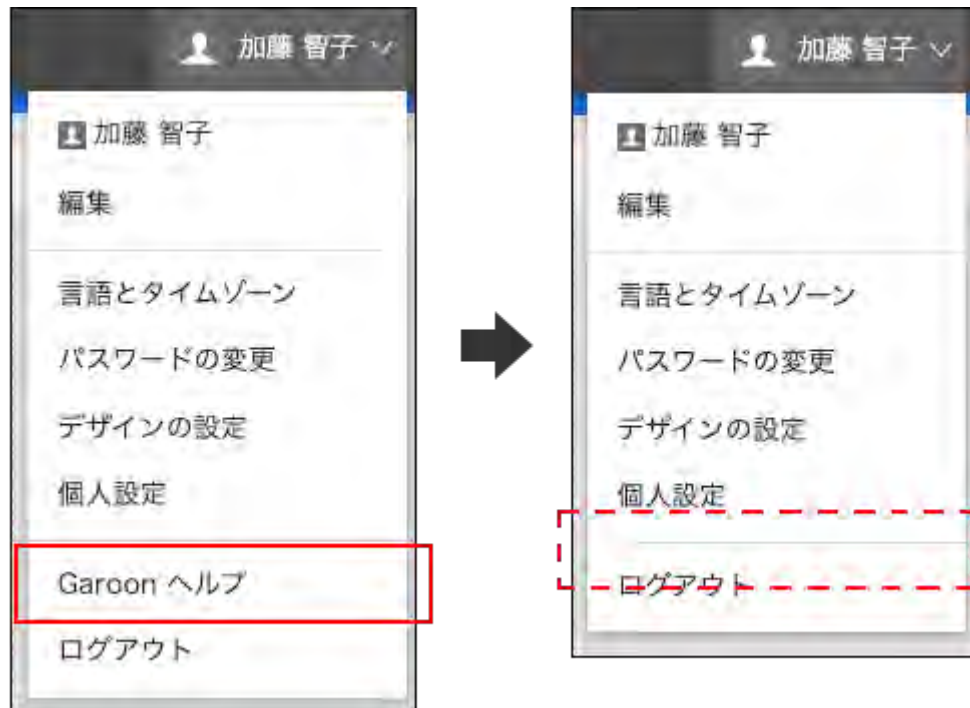 加藤 智子
加藤 智子
編集
言語とタイムゾーン
パスワードの変更
デザインの設定
個人設定
Garoon ヘルプ
ログアウト
加藤 智子
加藤 智子
編集
言語とタイムゾーン
パスワードの変更
デザインの設定
個人設定
ログアウト